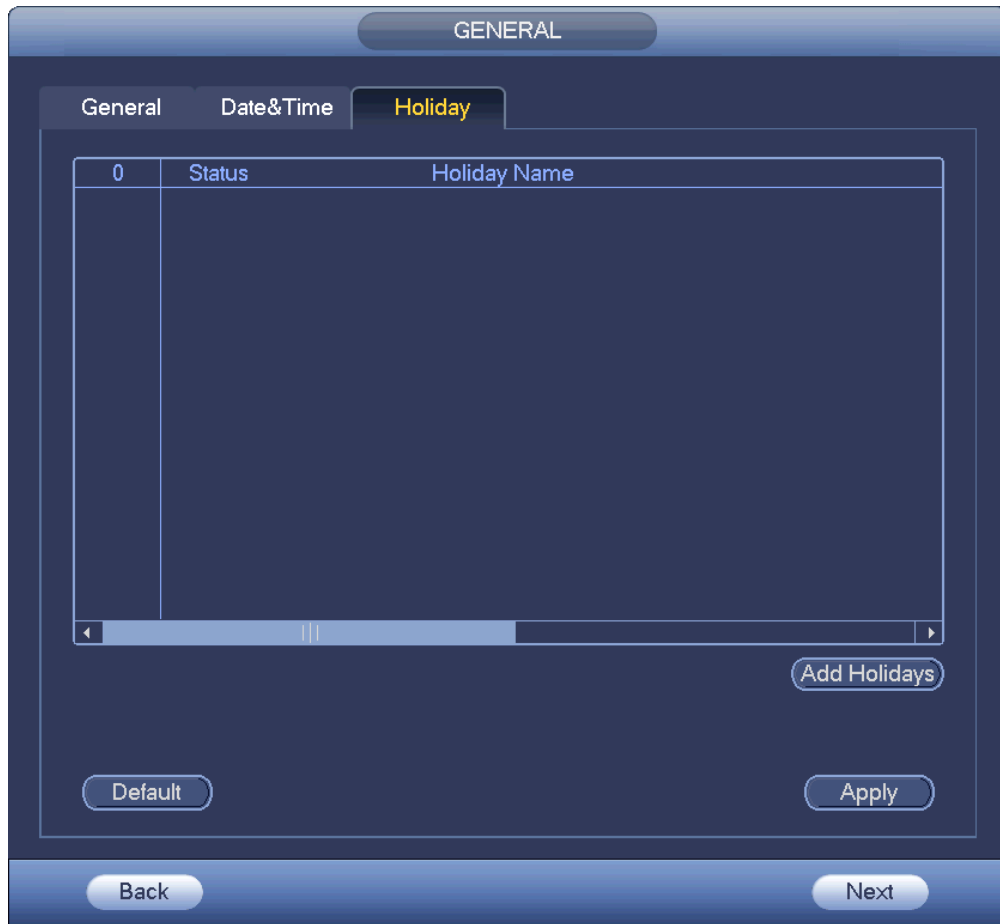 GENERAL
General Date&Time Holiday
0 Status Holiday Name
Add Holidays
Default Apply
Back Next